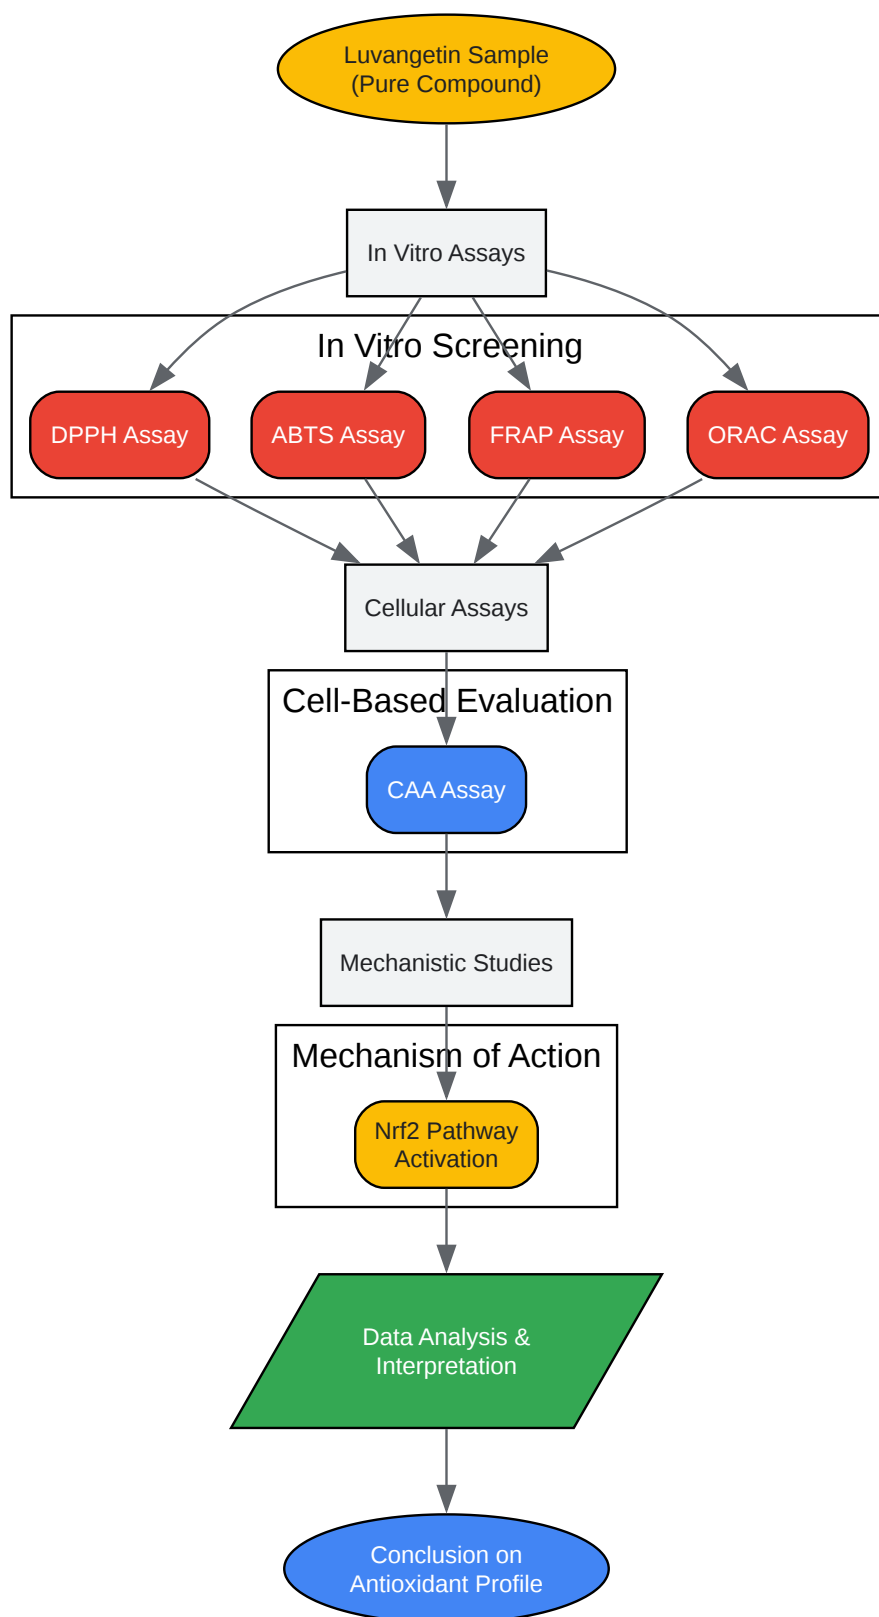 Luvangetin Sample
(Pure Compound)
In Vitro Assays
In Vitro Screening
DPPH Assay
ABTS Assay
FRAP Assay
ORAC Assay
Cellular Assays
Cell-Based Evaluation
CAA Assay
Mechanistic Studies
Mechanism of Action
Nrf2 Pathway
Activation
Data Analysis &
Interpretation
Conclusion on
Antioxidant Profile